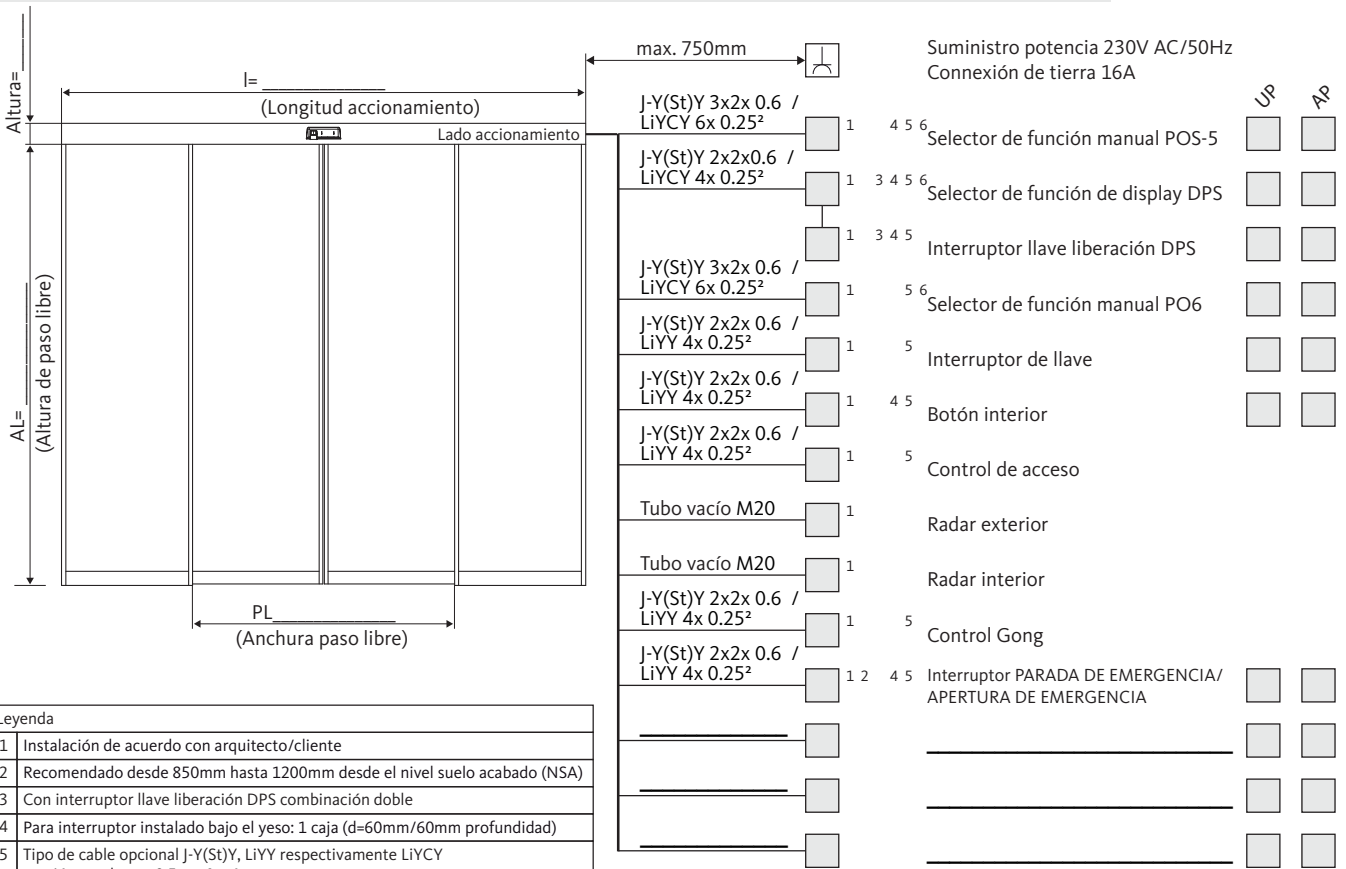 max. 750mm
Suministro potencia 230V AC/50Hz
Connexión de tierra 16A
UP AP
Altura=______
l= ______________
(Longitud accionamiento)
Lado accionamiento
AL= ______________
(Altura de paso libre)
PL______________
(Anchura paso libre)
J-Y(St)Y 3x2x 0.6 /
LiYCY 6x 0.25²
1 4 5 6 Selector de función manual POS-5
J-Y(St)Y 2x2x0.6 /
LiYCY 4x 0.25²
1 3 4 5 6 Selector de función de display DPS
1 3 4 5 Interruptor llave liberación DPS
J-Y(St)Y 3x2x 0.6 /
LiYCY 6x 0.25²
1 5 6 Selector de función manual PO6
J-Y(St)Y 2x2x 0.6 /
LiYY 4x 0.25²
1 5 Interruptor de llave
J-Y(St)Y 2x2x 0.6 /
LiYY 4x 0.25²
1 4 5 Botón interior
J-Y(St)Y 2x2x 0.6 /
LiYY 4x 0.25²
1 5 Control de acceso
Tubo vacío M20
1 Radar exterior
Tubo vacío M20
1 Radar interior
J-Y(St)Y 2x2x 0.6 /
LiYY 4x 0.25²
1 5 Control Gong
J-Y(St)Y 2x2x 0.6 /
LiYY 4x 0.25²
1 2 4 5 Interruptor PARADA DE EMERGENCIA/
APERTURA DE EMERGENCIA
Leyenda
1 Instalación de acuerdo con arquitecto/cliente
2 Recomendado desde 850mm hasta 1200mm desde el nivel suelo acabado (NSA)
3 Con interruptor llave liberación DPS combinación doble
4 Para interruptor instalado bajo el yeso: 1 caja (d=60mm/60mm profundidad)
5 Tipo de cable opcional J-Y(St)Y, LiYY respectivamente LiYCY